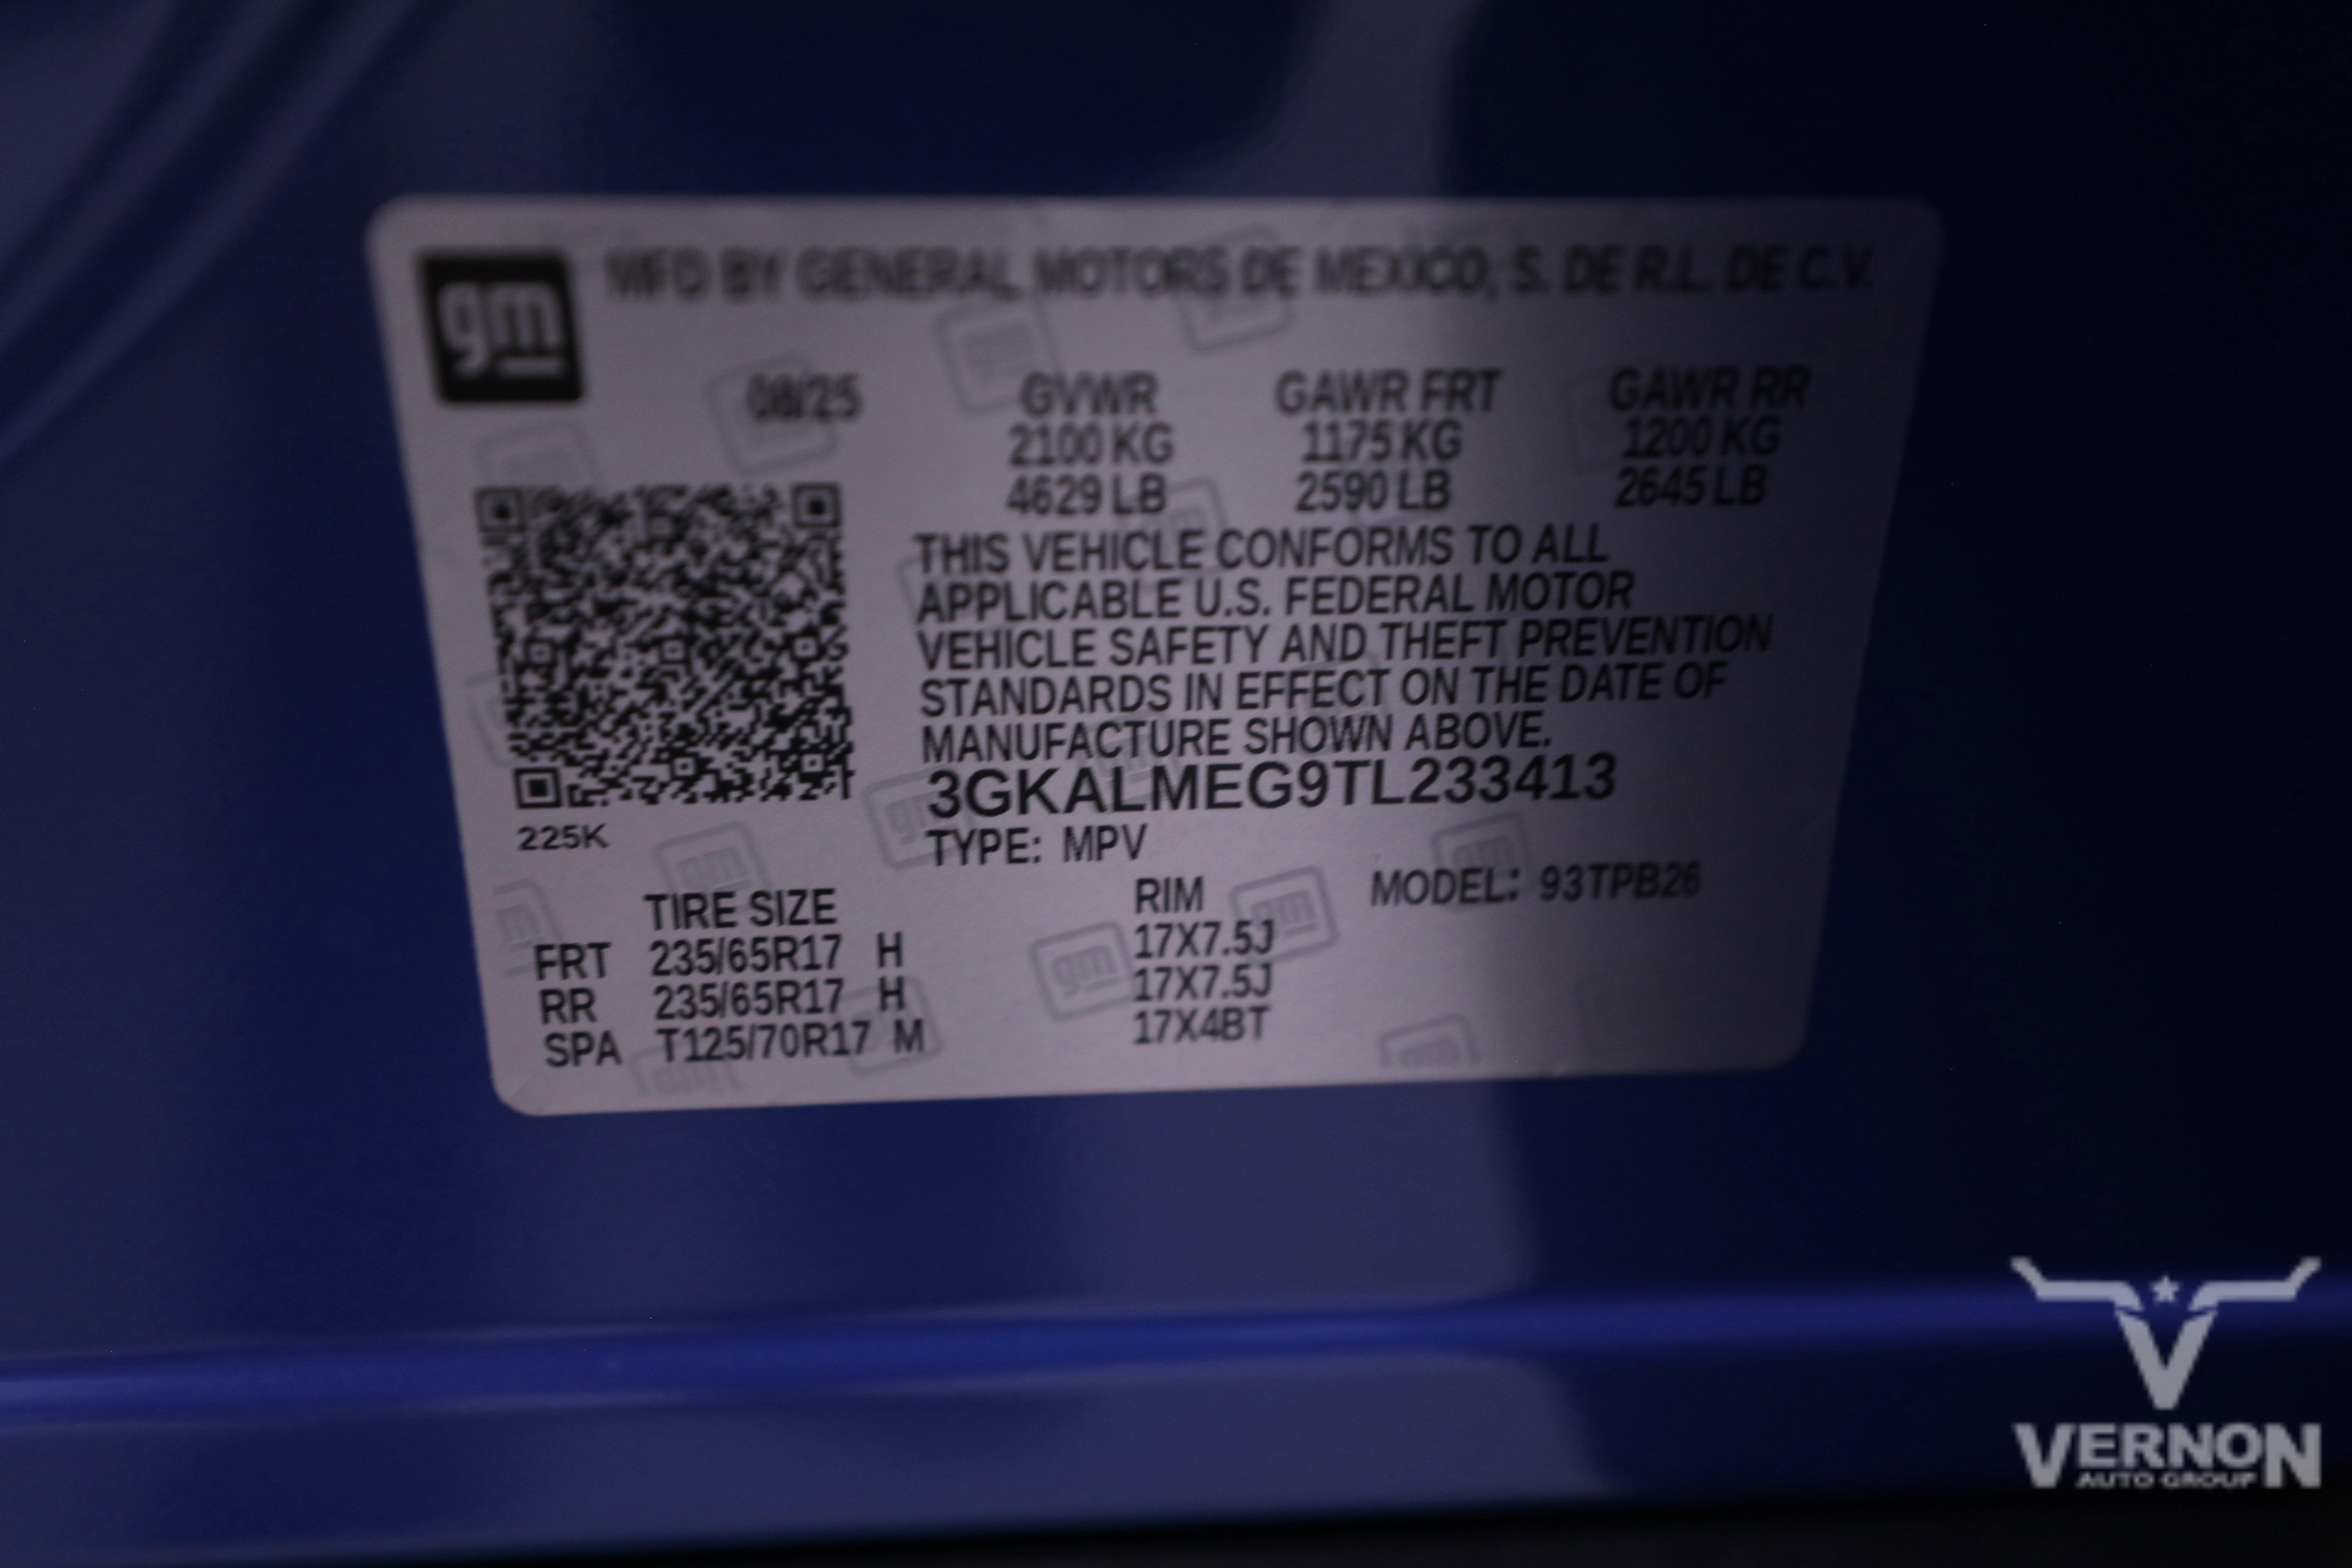 gm MFD BY GENERAL MOTORS DE MEXICO, S. DE R.L. DE C.V.
08/25 GVWR GAWR FRT GAWR RR
2100 KG 1175 KG 1200 KG
4629 LB 2590 LB 2645 LB
THIS VEHICLE CONFORMS TO ALL
APPLICABLE U.S. FEDERAL MOTOR
VEHICLE SAFETY AND THEFT PREVENTION
STANDARDS IN EFFECT ON THE DATE OF
MANUFACTURE SHOWN ABOVE.
3GKALMEG9TL233413
225K
TYPE: MPV
TIRE SIZE RIM MODEL: 93TPB26
FRT 235/65R17 H 17X7.5J
RR 235/65R17 H 17X7.5J
SPA T125/70R17 M 17X4BT
VERNON
AUTO GROUP